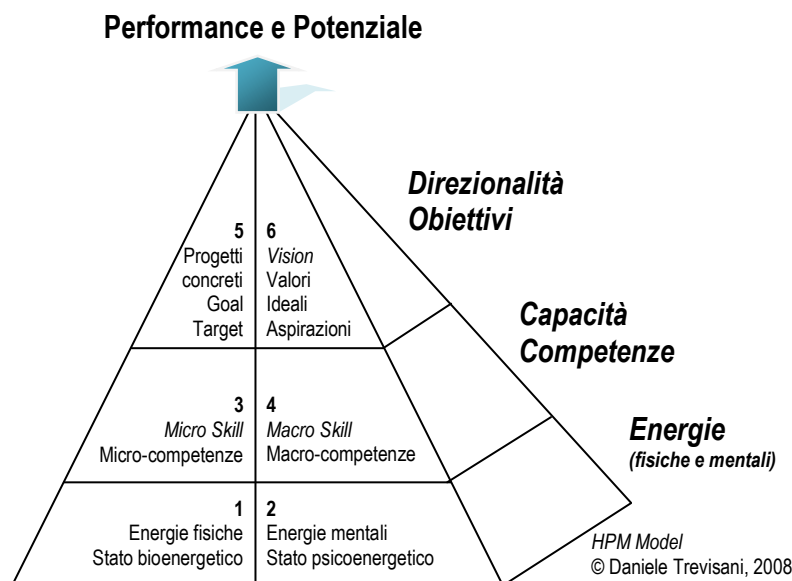 Performance e Potenziale
Direzionalità
Obiettivi
5
Progetti
concreti
Goal
Target
6
Vision
Valori
Ideali
Aspirazioni
Capacità
Competenze
3
Micro Skill
Micro-competenze
4
Macro Skill
Macro-competenze
Energie
(fisiche e mentali)
1
Energie fisiche
Stato bioenergetico
2
Energie mentali
Stato psicoenergetico
HPM Model
© Daniele Trevisani, 2008